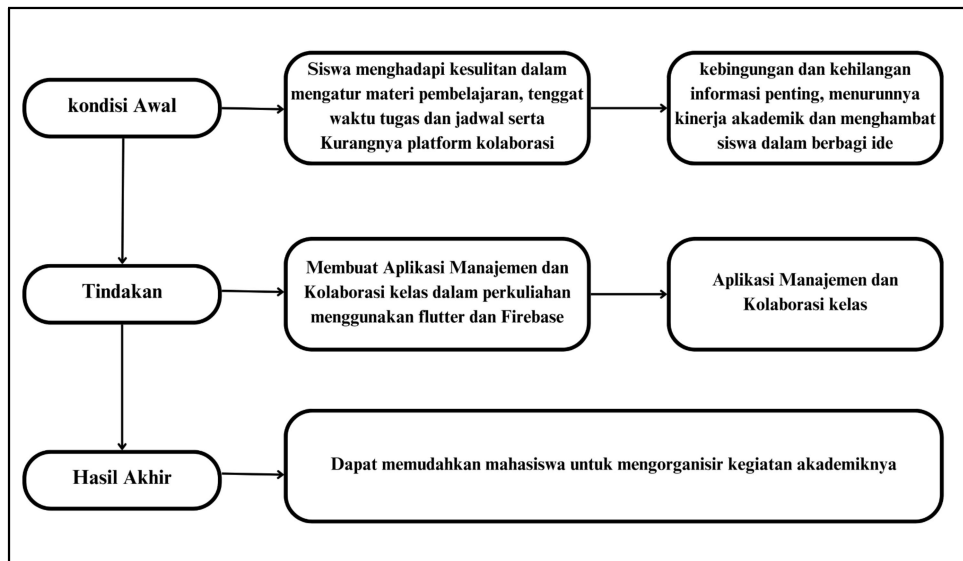 kondisi Awal
Siswa menghadapi kesulitan dalam
mengatur materi pembelajaran, tenggat
waktu tugas dan jadwal serta
Kurangnya platform kolaborasi
kebingungan dan kehilangan
informasi penting, menurunnya
kinerja akademik dan menghambat
siswa dalam berbagi ide
Tindakan
Membuat Aplikasi Manajemen dan
Kolaborasi kelas dalam perkuliahan
menggunakan flutter dan Firebase
Aplikasi Manajemen dan
Kolaborasi kelas
Hasil Akhir
Dapat memudahkan mahasiswa untuk mengorganisir kegiatan akademiknya